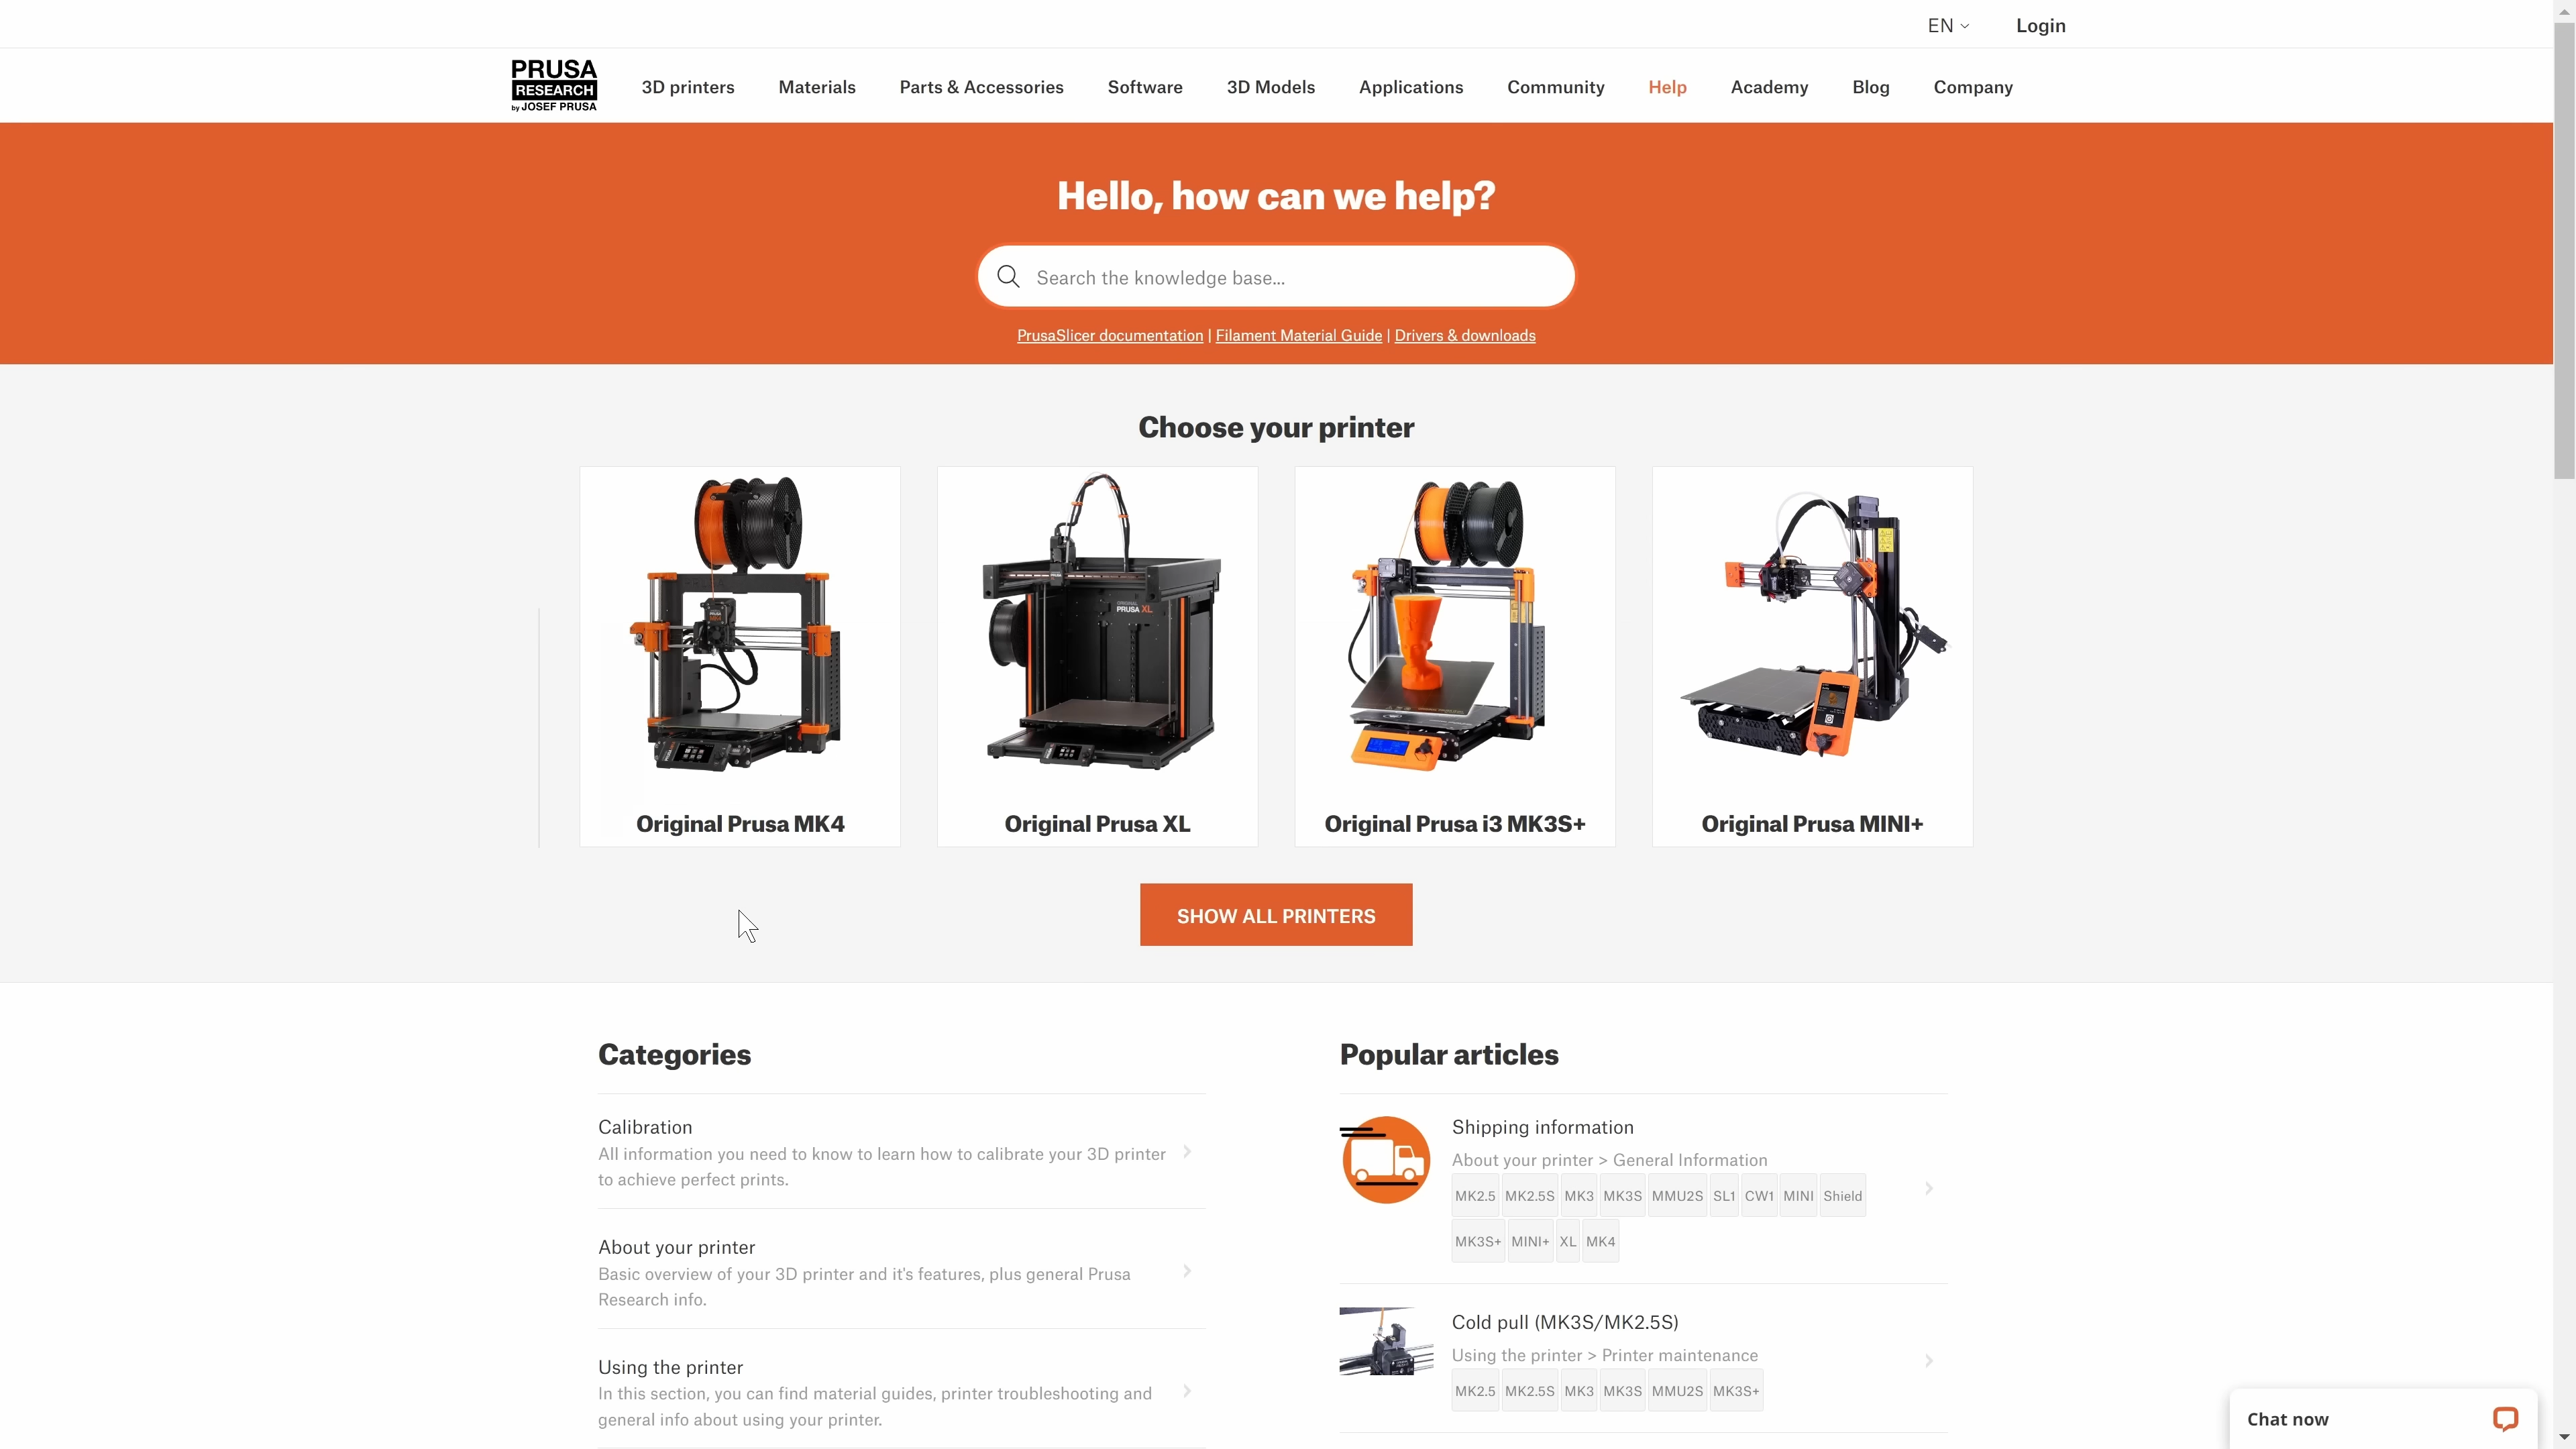 EN
Login
PRUSA
RESEARCH
by JOSEF PRUSA
3D printers
Materials
Parts & Accessories
Software
3D Models
Applications
Community
Help
Academy
Blog
Company
Hello, how can we help?
Search the knowledge base...
PrusaSlicer documentation | Filament Material Guide | Drivers & downloads
Choose your printer
ORIGINAL
PRUSA XL
Original Prusa MK4
Original Prusa XL
Original Prusa i3 MK3S+
Original Prusa MINI+
SHOW ALL PRINTERS
Categories
Calibration
All information you need to know to learn how to calibrate your 3D printer
to achieve perfect prints.
About your printer
Basic overview of your 3D printer and it's features, plus general Prusa
Research info.
Using the printer
In this section, you can find material guides, printer troubleshooting and
general info about using your printer.
Popular articles
Shipping information
About your printer > General Information
MK2.5 MK2.5S MK3 MK3S MMU2S SL1 CW1 MINI Shield
MK3S+ MINI+ XL MK4
Cold pull (MK3S/MK2.5S)
Using the printer > Printer maintenance
MK2.5 MK2.5S MK3 MK3S MMU2S MK3S+
Chat now